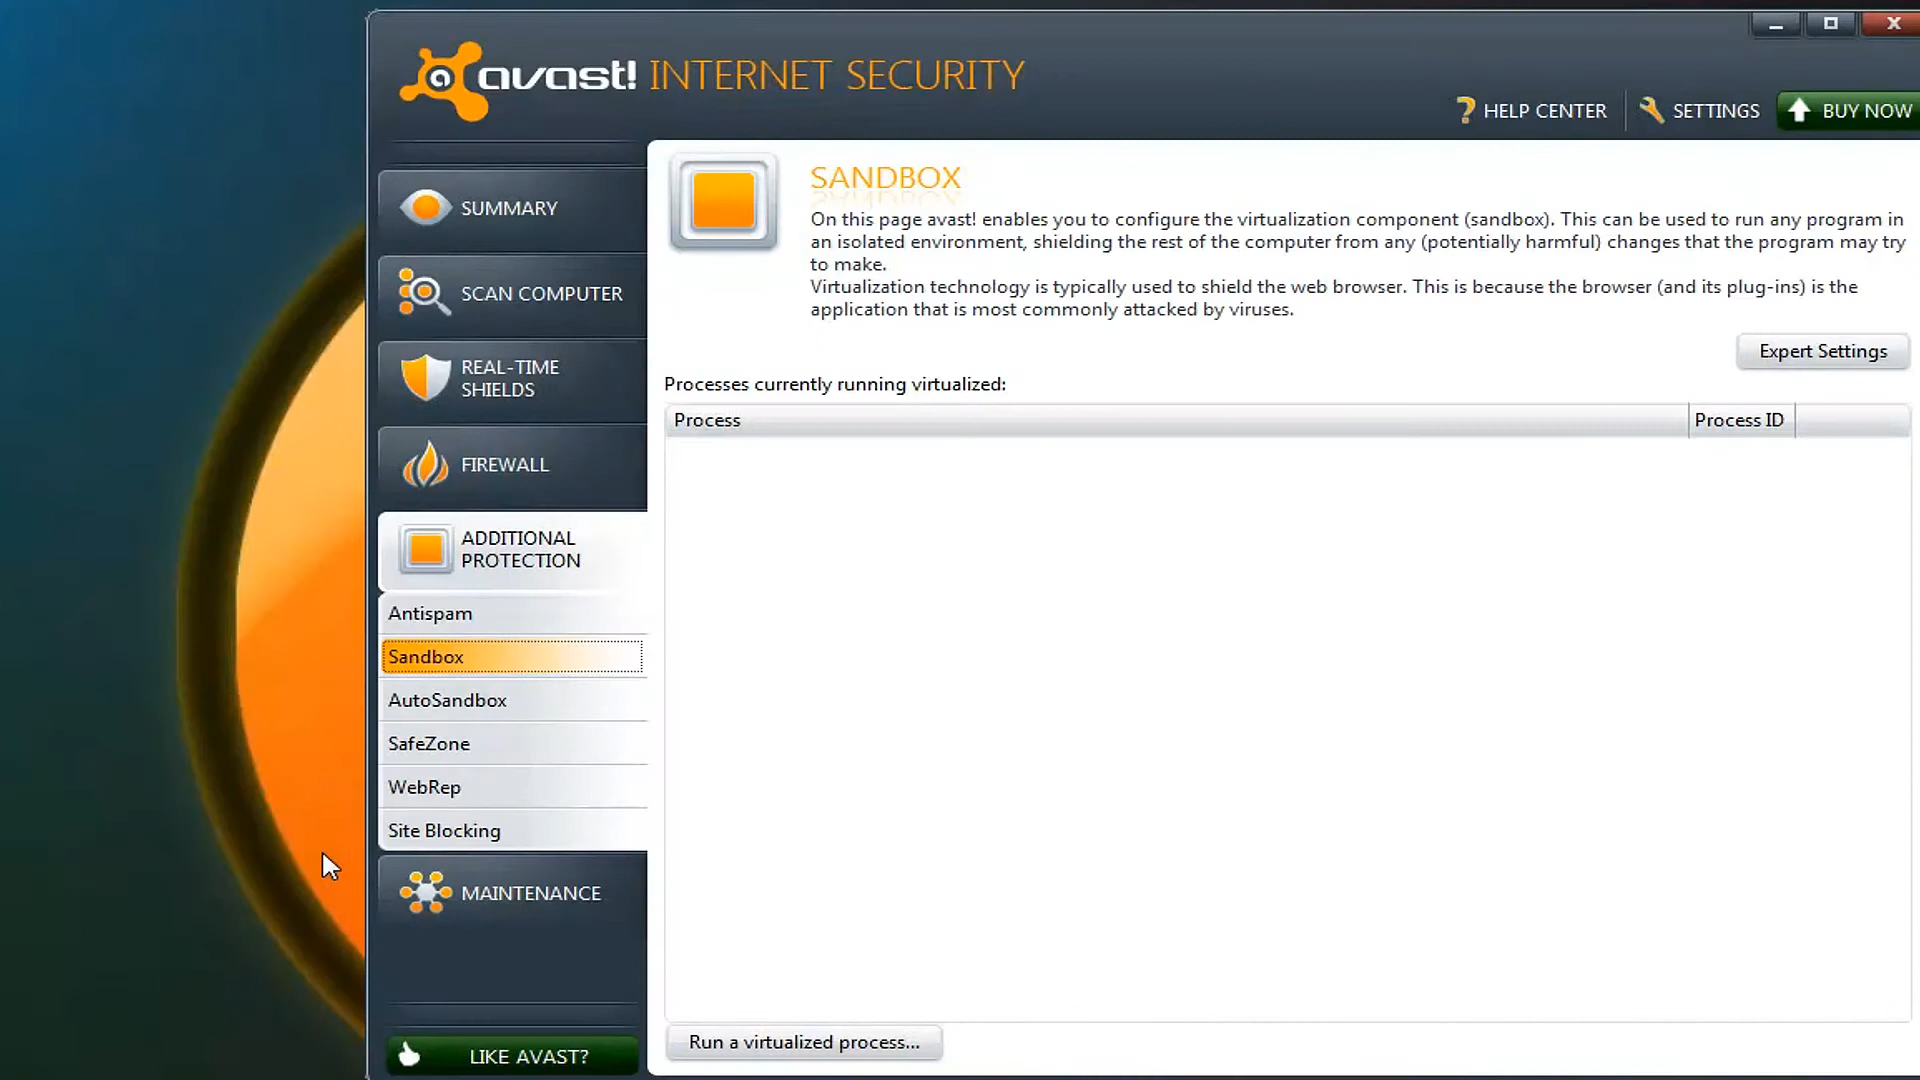 avast! INTERNET SECURITY
HELP CENTER
SETTINGS
BUY NOW
SUMMARY
SCAN COMPUTER
REAL-TIME
SHIELDS
FIREWALL
ADDITIONAL
PROTECTION
Antispam
Sandbox
AutoSandbox
SafeZone
WebRep
Site Blocking
MAINTENANCE
LIKE AVAST?
SANDBOX
On this page avast! enables you to configure the virtualization component (sandbox). This can be used to run any program in
an isolated environment, shielding the rest of the computer from any (potentially harmful) changes that the program may try
to make.
Virtualization technology is typically used to shield the web browser. This is because the browser (and its plug-ins) is the
application that is most commonly attacked by viruses.
Expert Settings
Processes currently running virtualized:
Process
Process ID
Run a virtualized process...